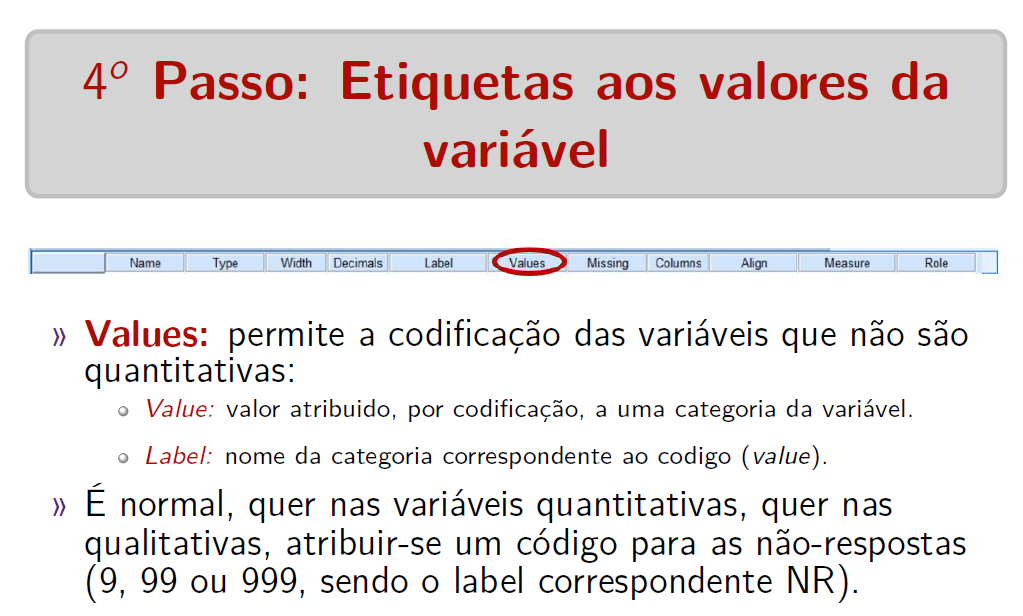 4º Passo: Etiquetas aos valores da
variável
Name Type Width Decimals Label Values Missing Columns Align Measure Role
» Values: permite a codificação das variáveis que não são
quantitativas:
Value: valor atribuido, por codificação, a uma categoria da variável.
Label: nome da categoria correspondente ao codigo (value).
» É normal, quer nas variáveis quantitativas, quer nas
qualitativas, atribuir-se um código para as não-respostas
(9, 99 ou 999, sendo o label correspondente NR).